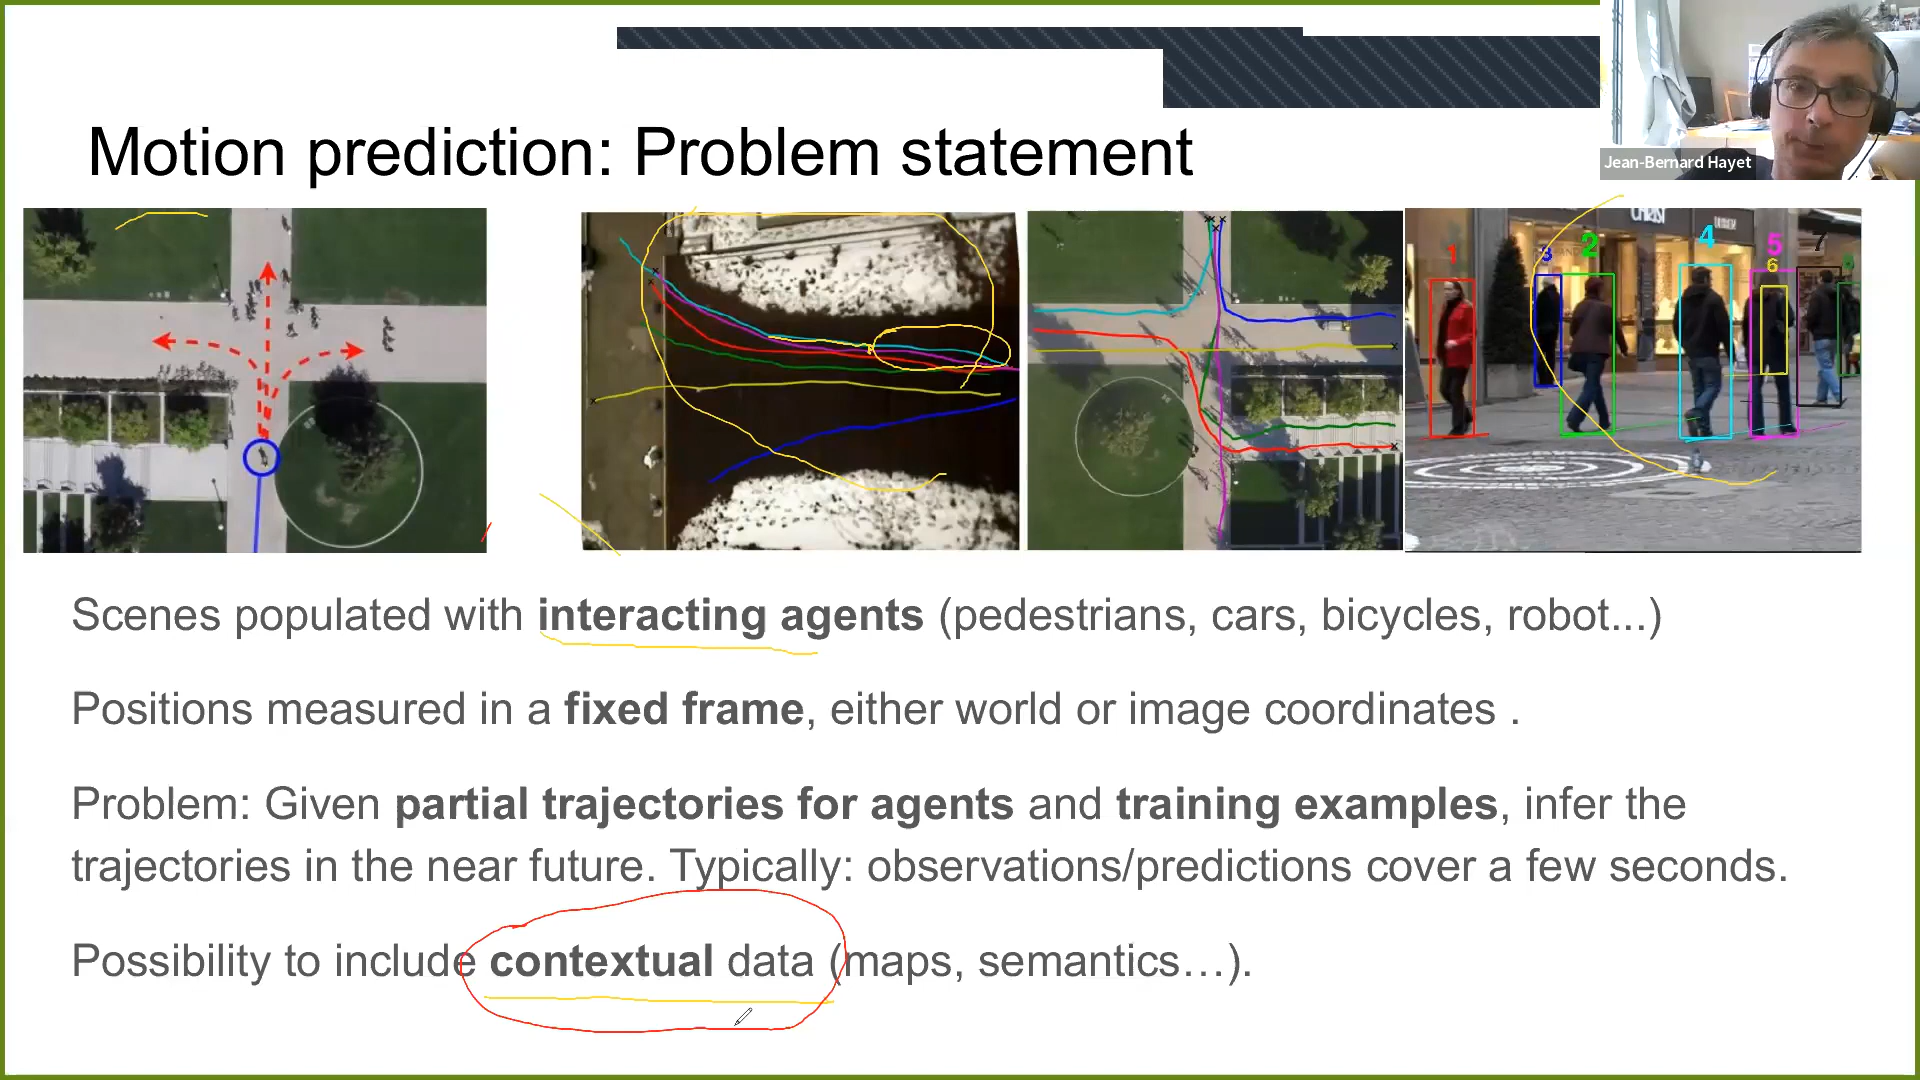 Jean-Bernard Hayet
Motion prediction: Problem statement
1
3
2
4
5
6
7
Scenes populated with interacting agents (pedestrians, cars, bicycles, robot...)
Positions measured in a fixed frame, either world or image coordinates .
Problem: Given partial trajectories for agents and training examples, infer the
trajectories in the near future. Typically: observations/predictions cover a few seconds.
Possibility to include contextual data (maps, semantics…).